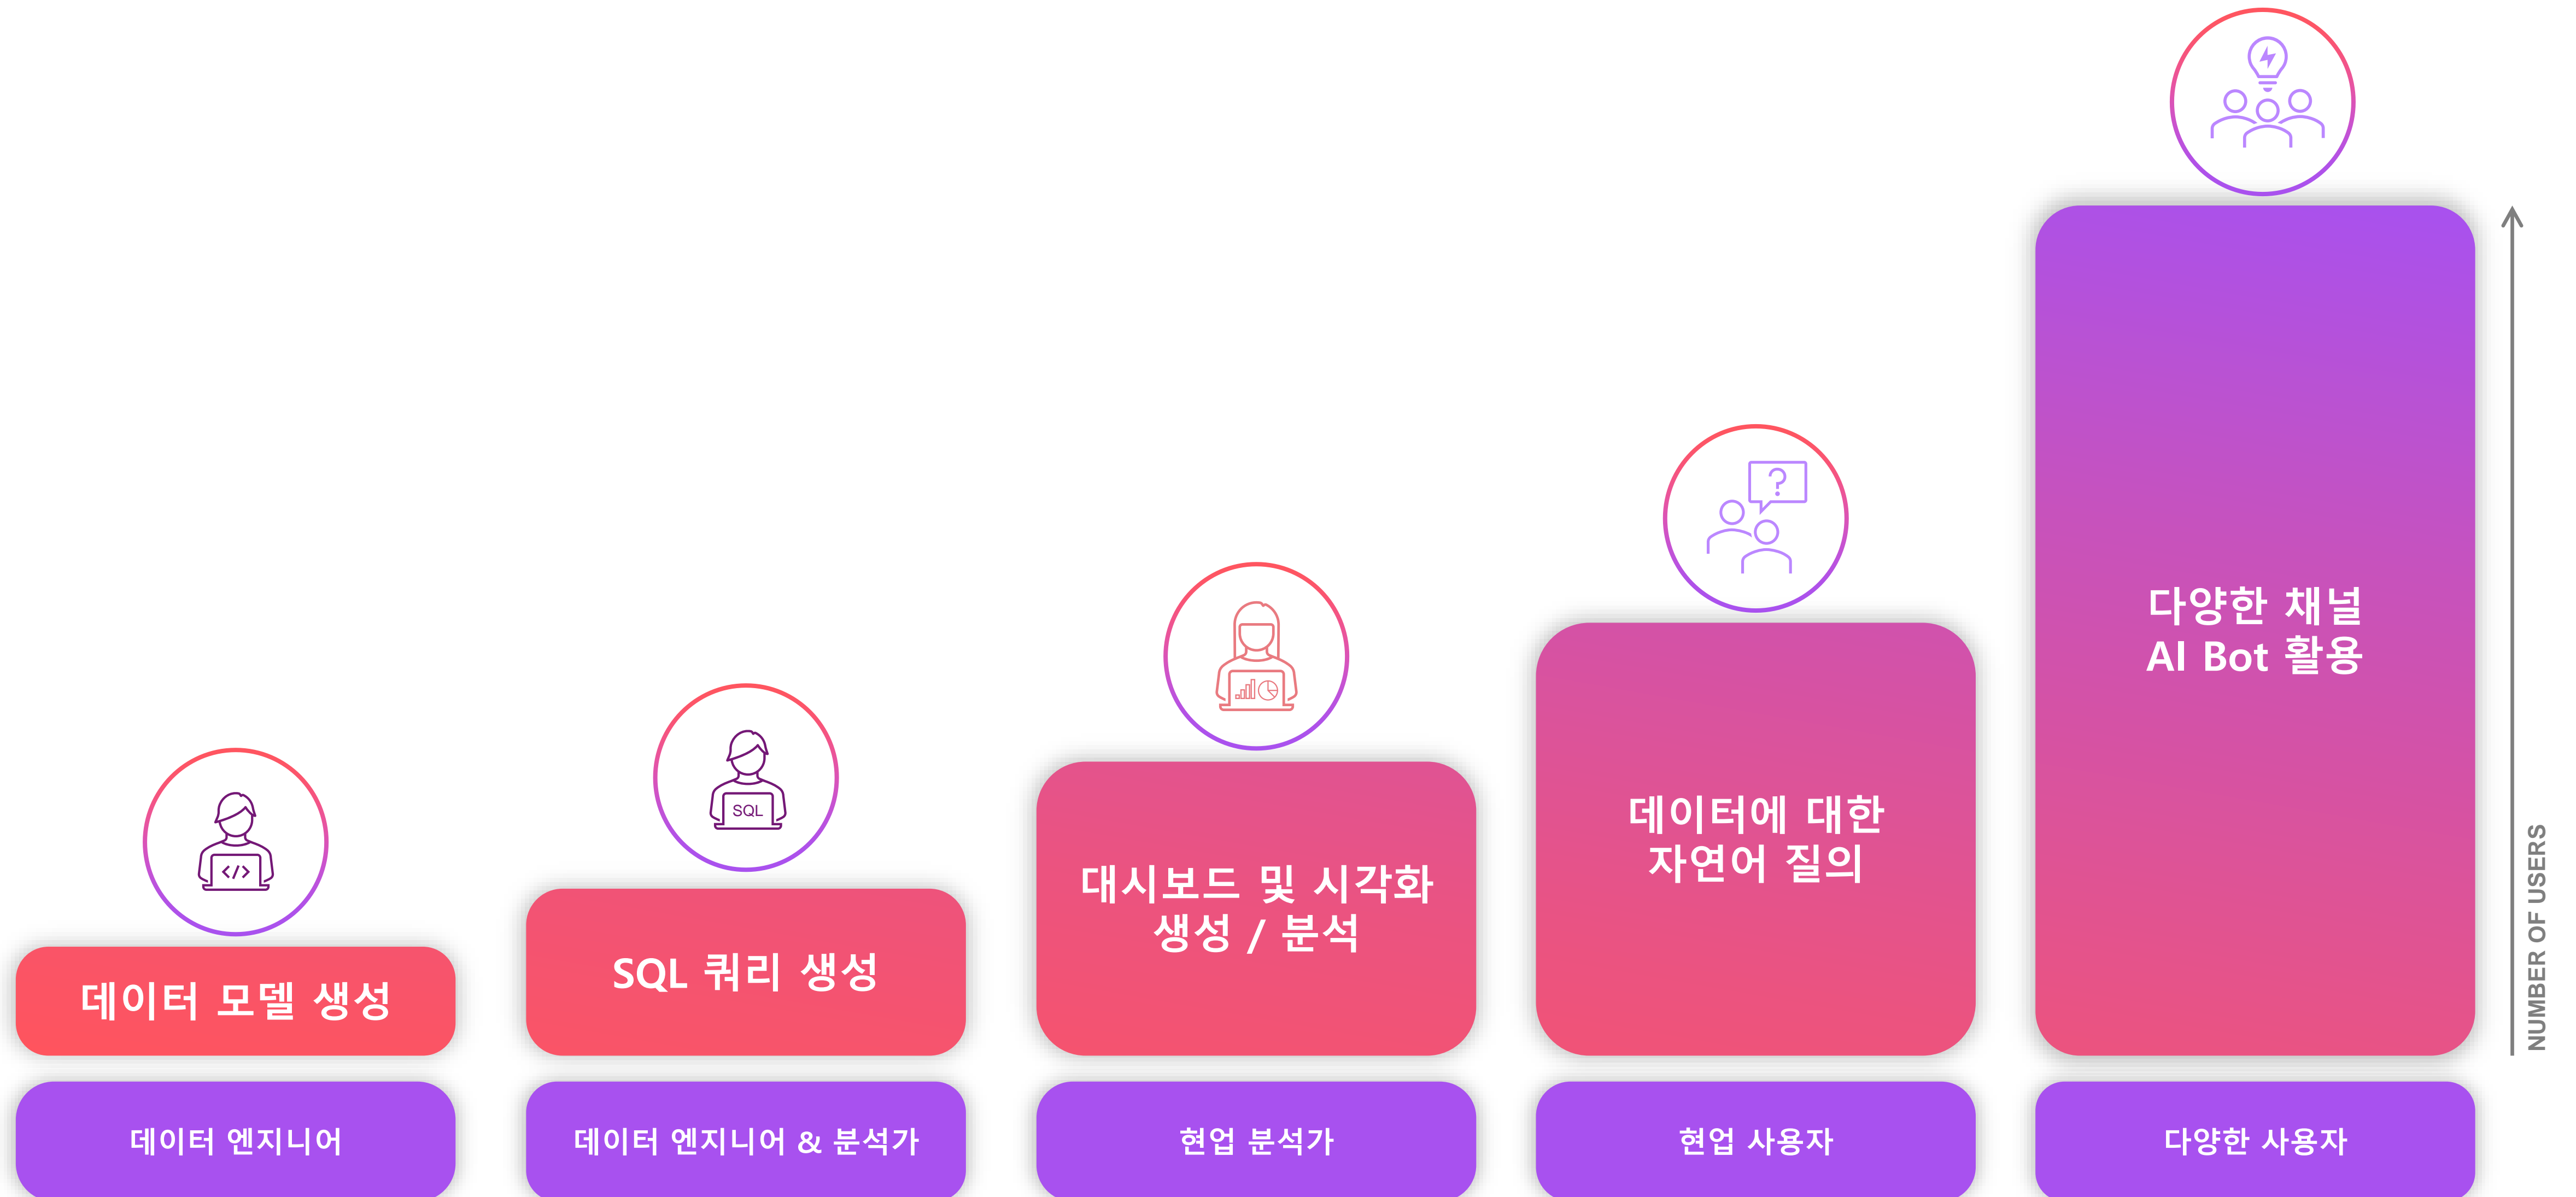 </>
데이터 모델 생성
데이터 엔지니어
SQL
SQL 쿼리 생성
데이터 엔지니어 & 분석가
대시보드 및 시각화
생성 / 분석
현업 분석가
?
데이터에 대한
자연어 질의
현업 사용자
다양한 채널
AI Bot 활용
다양한 사용자
NUMBER OF USERS